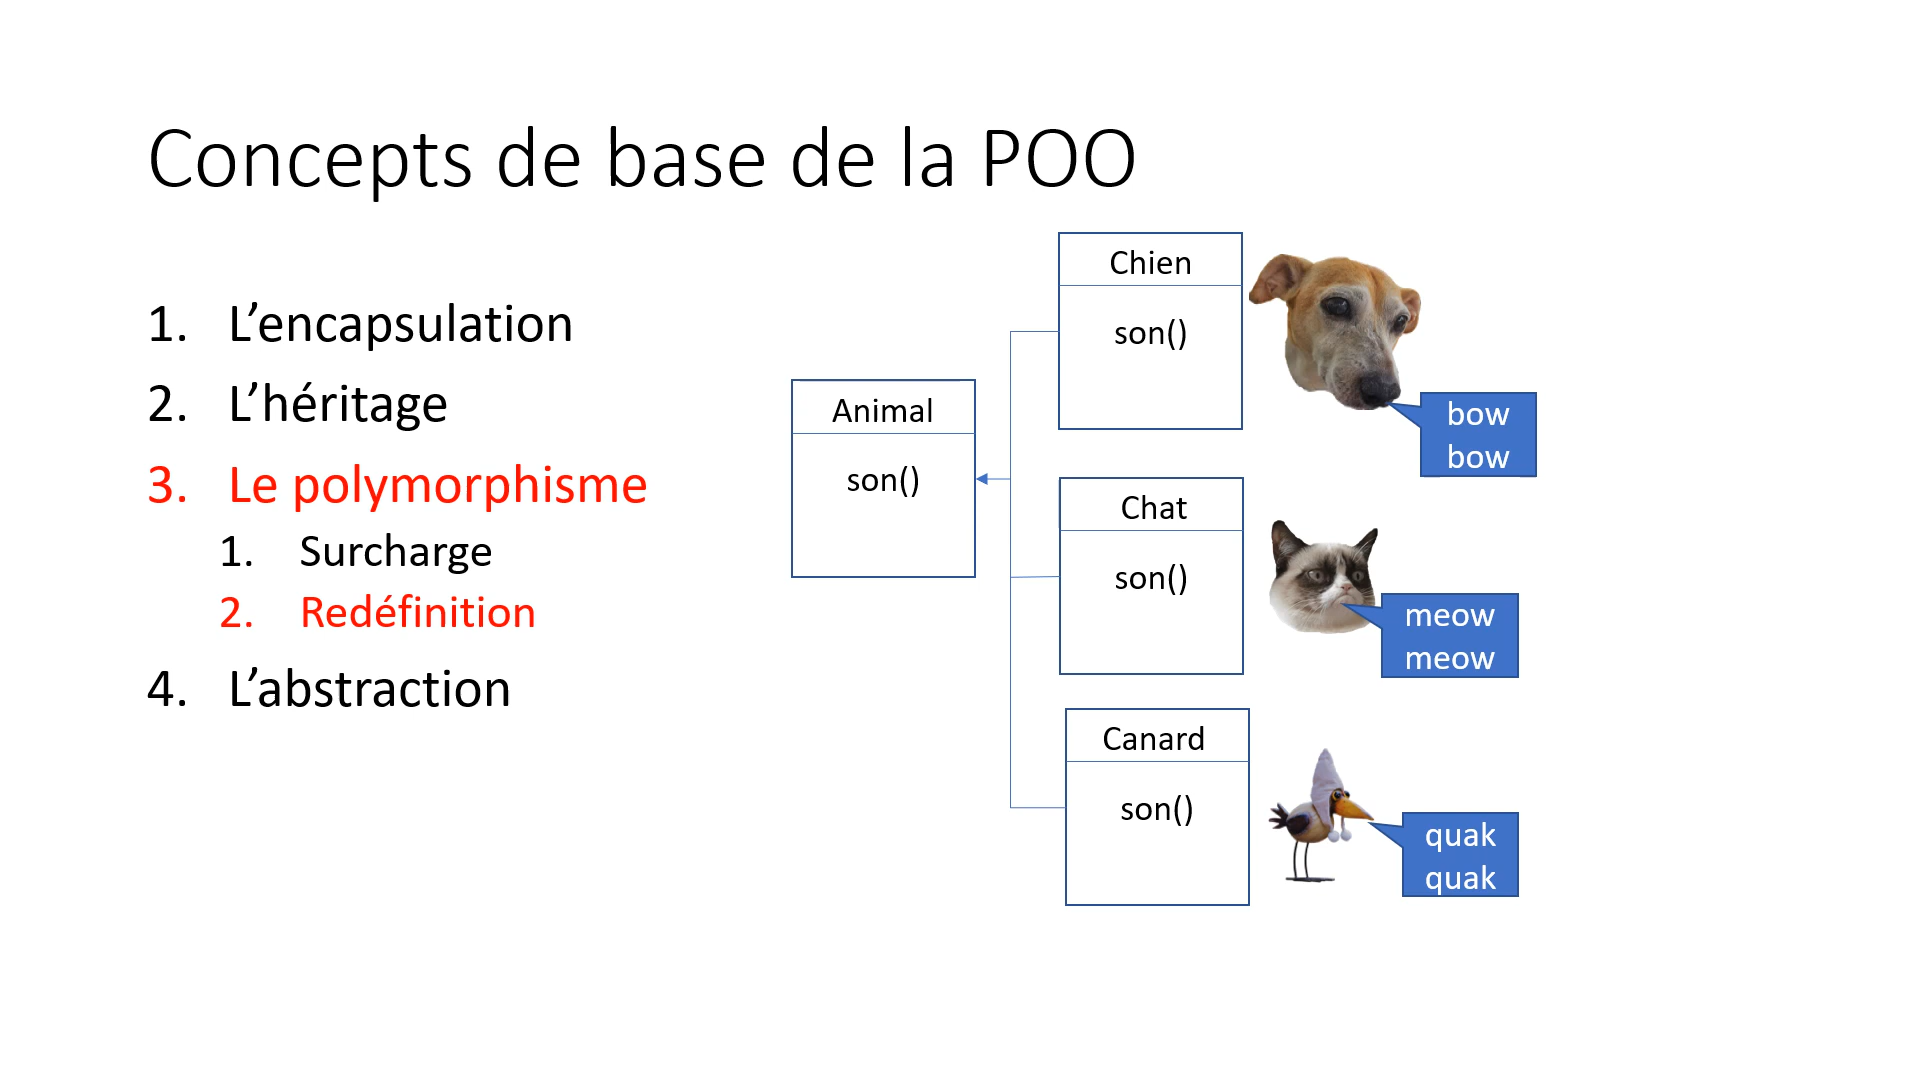 Concepts de base de la POO
1. L’encapsulation
2. L’héritage
3. Le polymorphisme
1. Surcharge
2. Redéfinition
4. L’abstraction
Animal
son()
Chien
son()
bow
bow
Chat
son()
meow
meow
Canard
son()
quak
quak